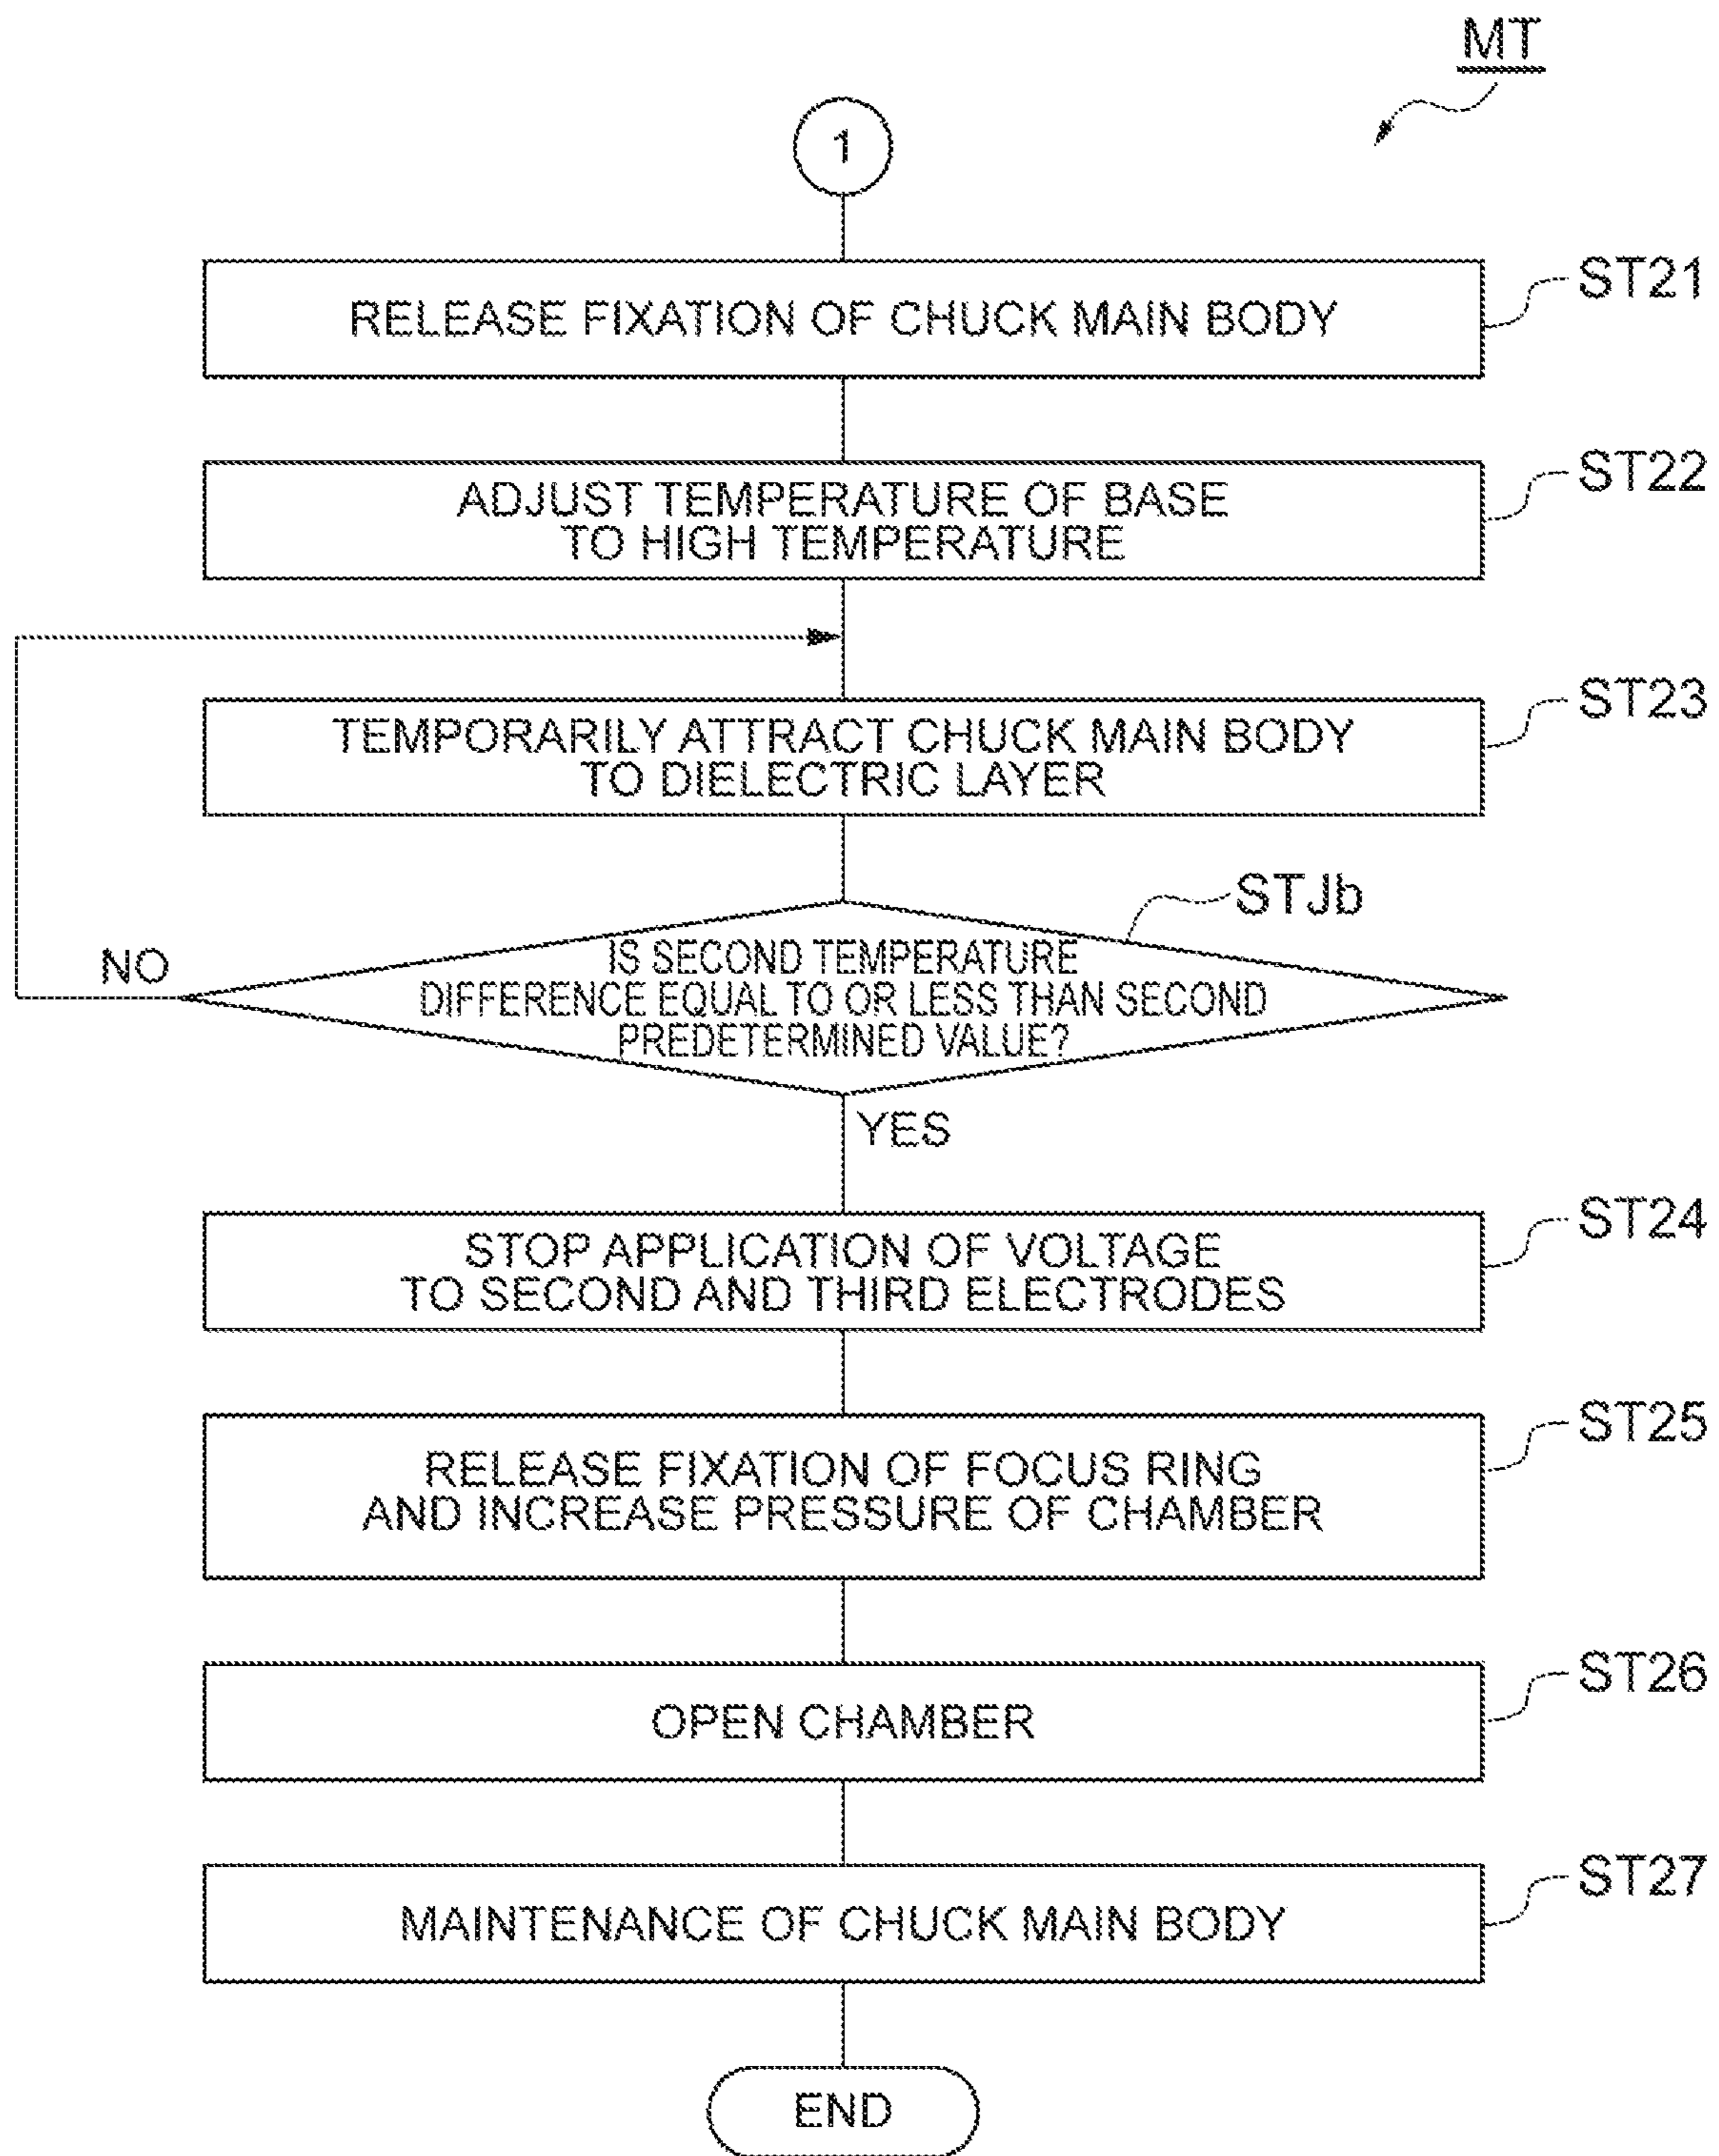 MT
1
RELEASE FIXATION OF CHUCK MAIN BODY
ST21
ADJUST TEMPERATURE OF BASE
TO HIGH TEMPERATURE
ST22
TEMPORARILY ATTRACT CHUCK MAIN BODY
TO DIELECTRIC LAYER
ST23
STJb
IS SECOND TEMPERATURE
DIFFERENCE EQUAL TO OR LESS THAN SECOND
PREDETERMINED VALUE?
NO
YES
STOP APPLICATION OF VOLTAGE
TO SECOND AND THIRD ELECTRODES
ST24
RELEASE FIXATION OF FOCUS RING
AND INCREASE PRESSURE OF CHAMBER
ST25
OPEN CHAMBER
ST26
MAINTENANCE OF CHUCK MAIN BODY
ST27
END